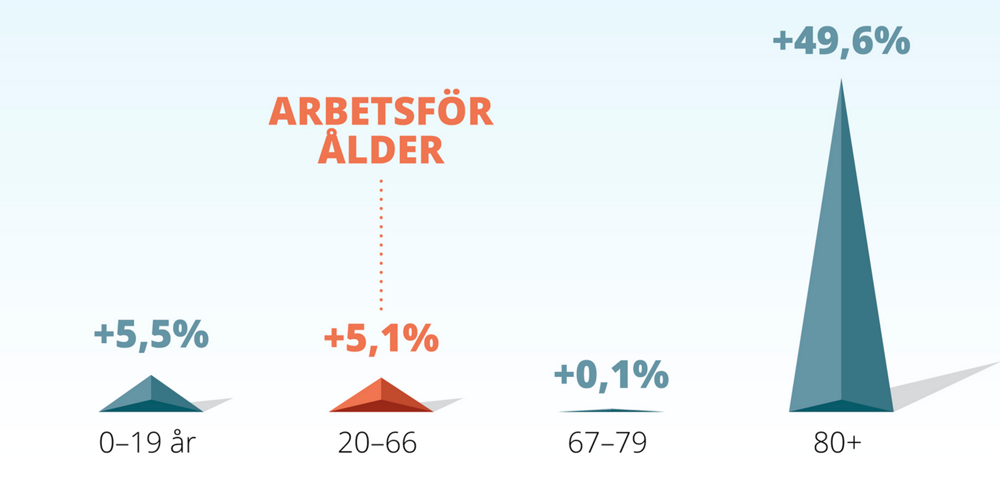 +49,6%
ARBETSFÖR
ÅLDER
+5,5%
+5,1%
+0,1%
0–19 år
20–66
67–79
80+